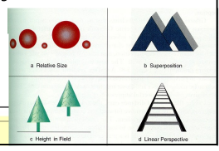 a Relative Size
b Superposition
c Height in Field
d Linear Perspective